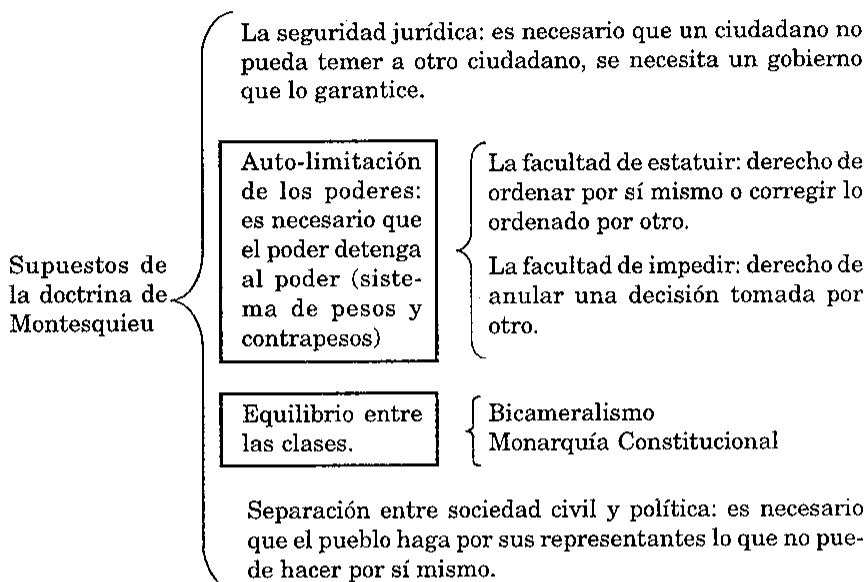 La seguridad jurídica: es necesario que un ciudadano no
pueda temer a otro ciudadano, se necesita un gobierno
que lo garantice.
Supuestos de
la doctrina de
Montesquieu
Auto-limitación
de los poderes:
es necesario que
el poder detenga
al poder (siste-
ma de pesos y
contrapesos)
La facultad de estatuir: derecho de
ordenar por sí mismo o corregir lo
ordenado por otro.
La facultad de impedir: derecho de
anular una decisión tomada por
otro.
Equilibrio entre
las clases.
Bicameralismo
Monarquía Constitucional
Separación entre sociedad civil y política: es necesario
que el pueblo haga por sus representantes lo que no pue-
de hacer por sí mismo.